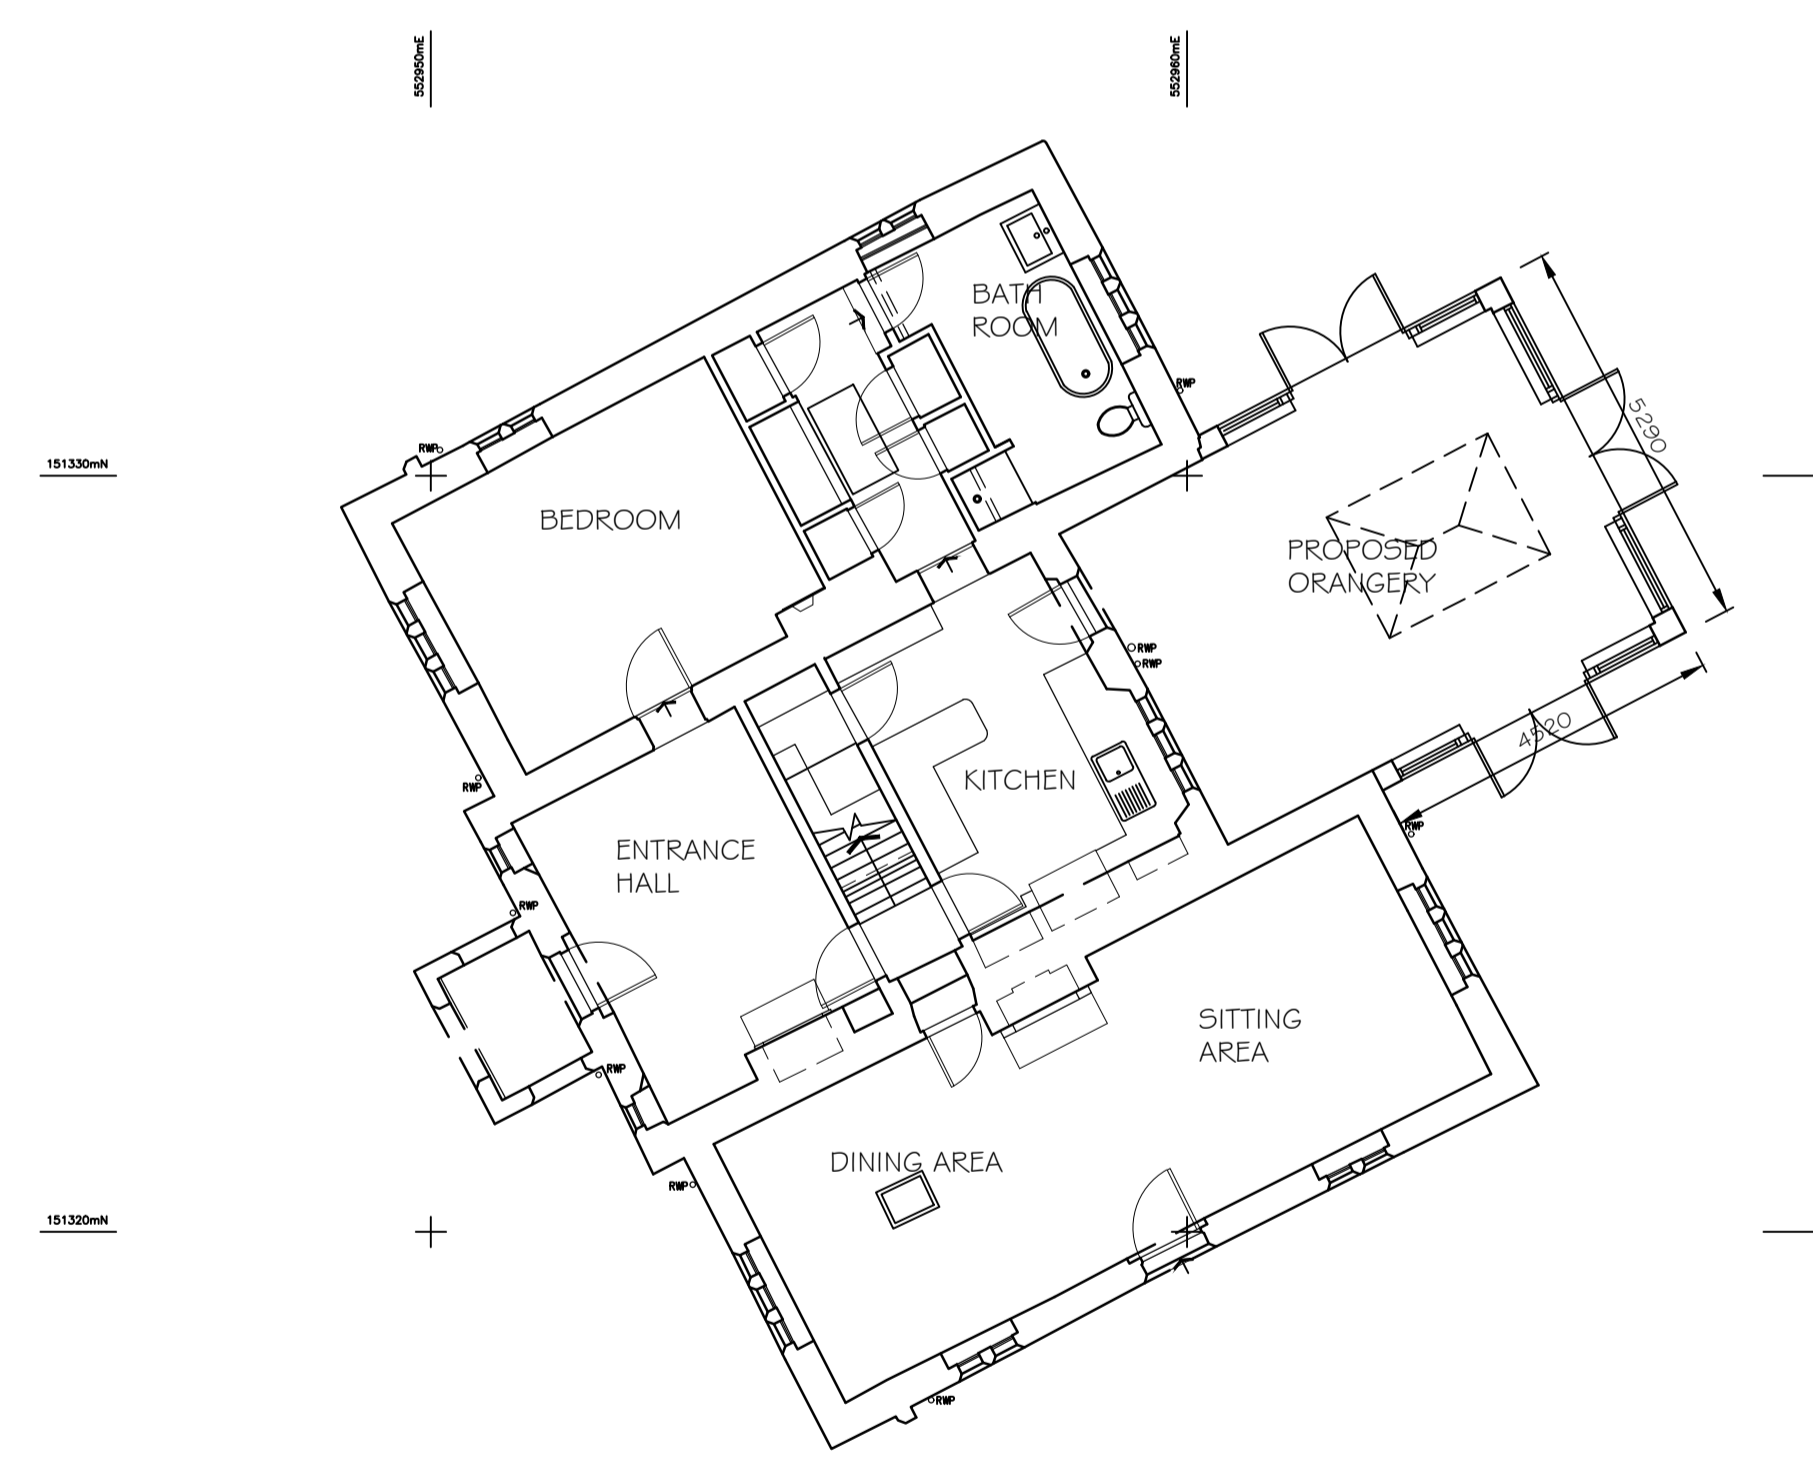 552950mE
552960mE
BATH
ROOM
RWP
5290
RWP
151330mN
BEDROOM
PROPOSED
ORANGERY
RWP
RWP
4520
KITCHEN
RWP
RWP
ENTRANCE
HALL
RWP
SITTING
AREA
RWP
DINING AREA
RWP
151320mN
RWP